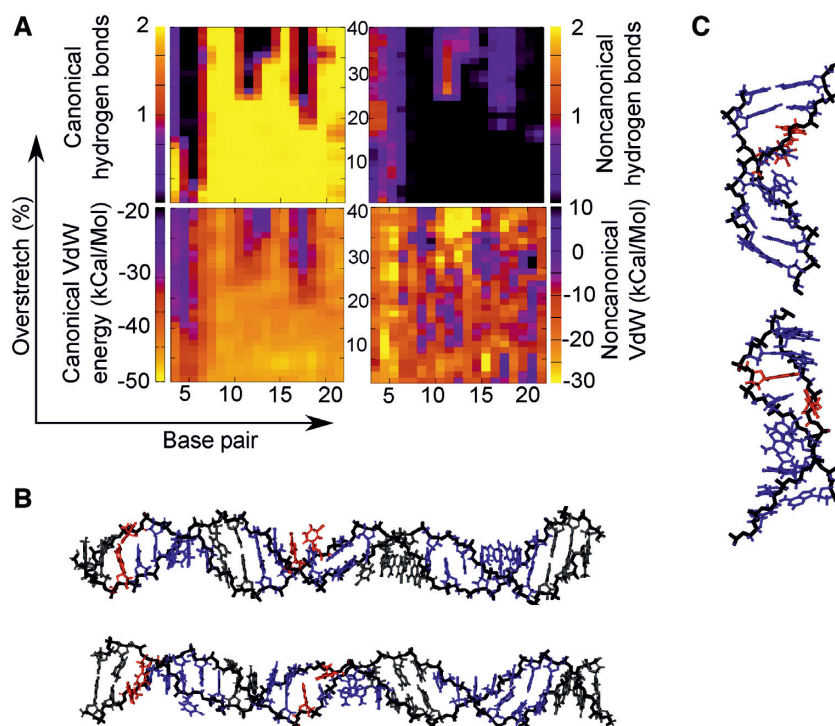 A
C
2
1
Canonical
hydrogen bonds
40
30
20
10
2
1
Noncanonical
hydrogen bonds
Overstretch (%)
-20
-30
-40
-50
Canonical VdW
energy (kCal/Mol)
40
30
20
10
10
0
-10
-20
-30
Noncanonical
VdW (kCal/Mol)
5 10 15 20 5 10 15 20
Base pair
B